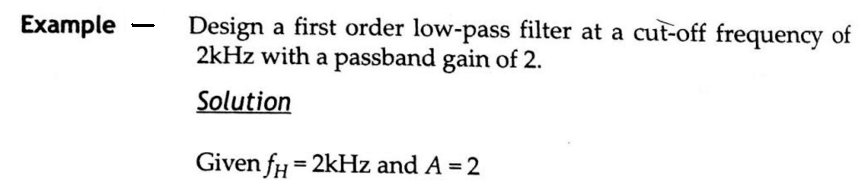 Example — Design a first order low-pass filter at a cut-off frequency of
2kHz with a passband gain of 2.
Solution
Given fH = 2kHz and A = 2